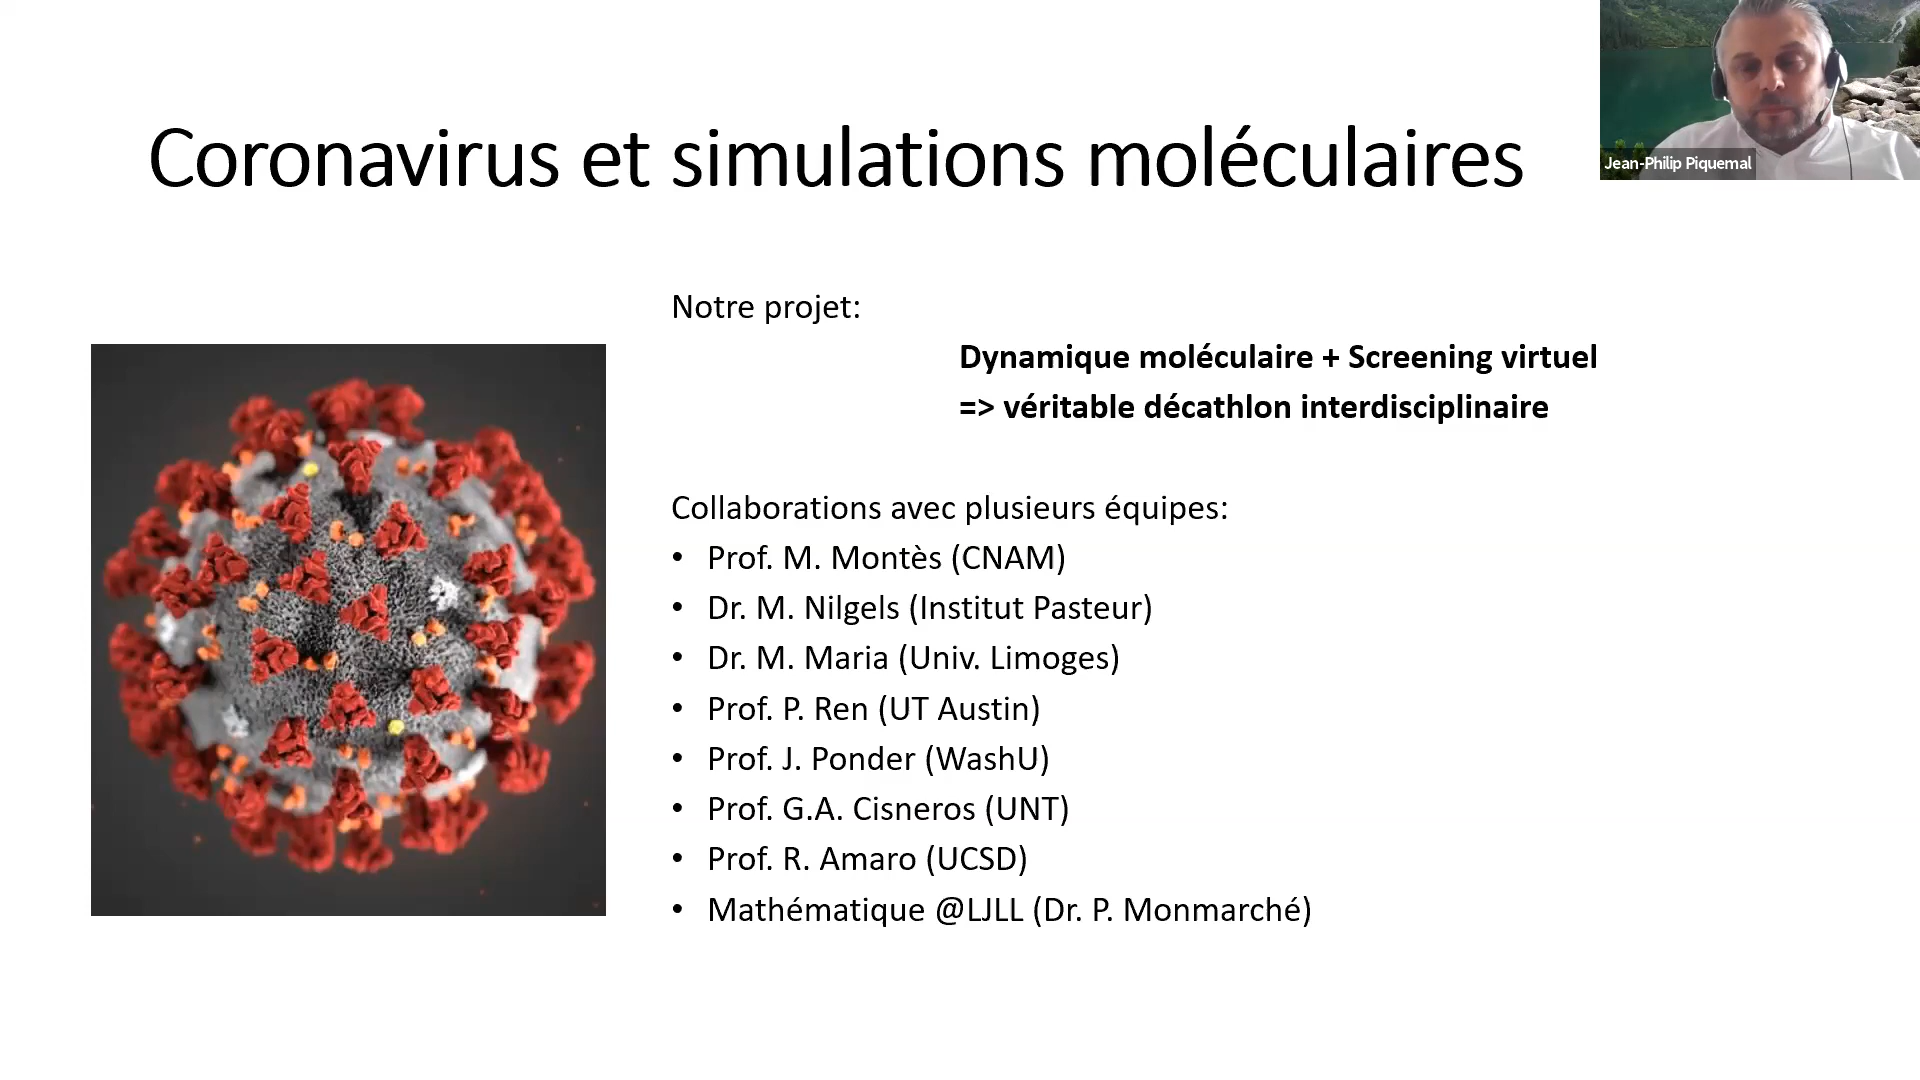 Coronavirus et simulations moléculaires
Jean-Philip Piquemal
Notre projet:
Dynamique moléculaire + Screening virtuel
=> véritable décathlon interdisciplinaire
Collaborations avec plusieurs équipes:
• Prof. M. Montès (CNAM)
• Dr. M. Nilgels (Institut Pasteur)
• Dr. M. Maria (Univ. Limoges)
• Prof. P. Ren (UT Austin)
• Prof. J. Ponder (WashU)
• Prof. G.A. Cisneros (UNT)
• Prof. R. Amaro (UCSD)
• Mathématique @LJLL (Dr. P. Monmarché)